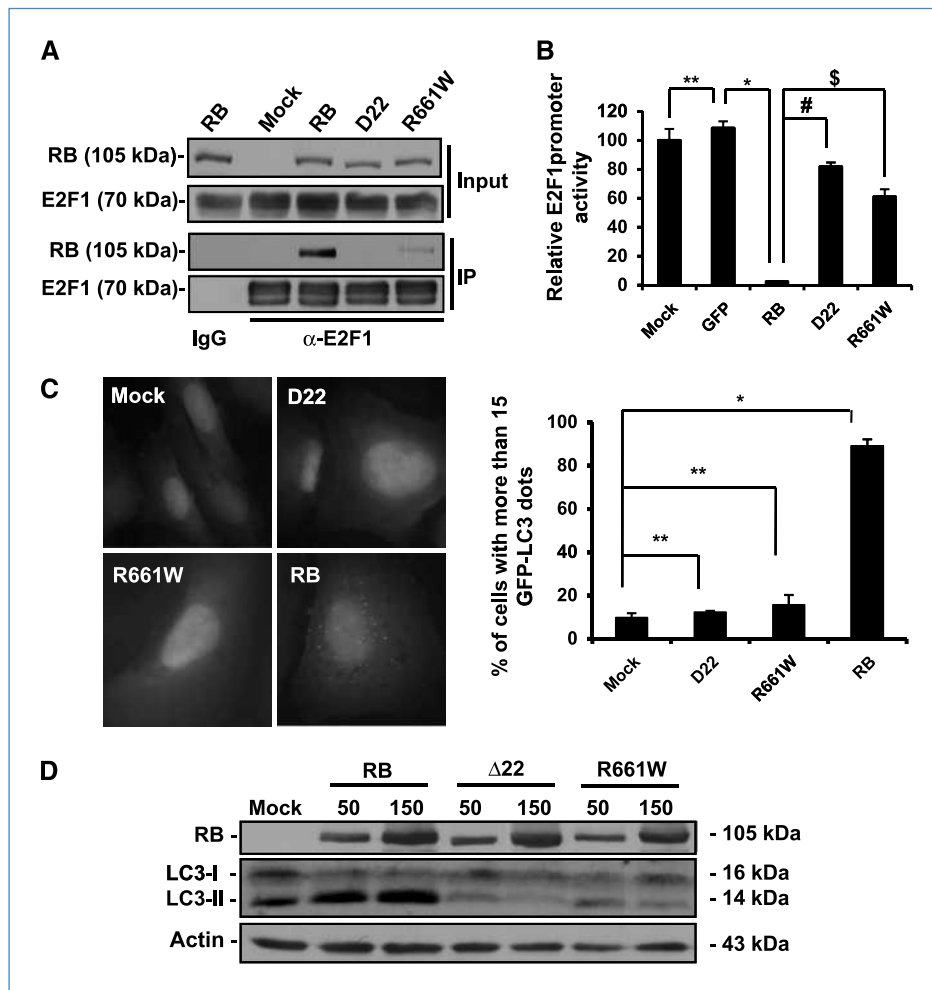 A
RB Mock RB D22 R661W
RB (105 kDa)-
E2F1 (70 kDa)-
Input
RB (105 kDa)-
E2F1 (70 kDa)-
IP
IgG α-E2F1
B
Relative E2F1promoter
activity
120
100
80
60
40
20
0
** * # $
Mock GFP RB D22 R661W
C
Mock D22
R661W RB
% of cells with more than 15
GFP-LC3 dots
100
80
60
40
20
0
*
**
**
Mock D22 R661W RB
D
RB Δ22 R661W
Mock 50 150 50 150 50 150
RB - - 105 kDa
LC3-I - 16 kDa
LC3-II - - 14 kDa
Actin - - 43 kDa